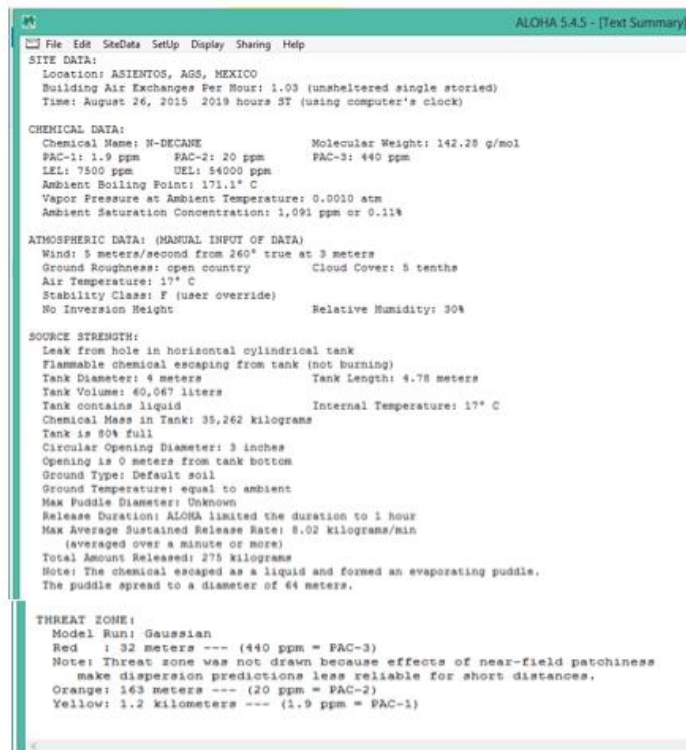 ALOHA 5.4.5 - [Text Summary]
File Edit SiteData SetUp Display Sharing Help
SITE DATA:
Location: ASIENTOS, AGS, MEXICO
Building Air Exchanges Per Hour: 1.03 (unsheltered single storied)
Time: August 26, 2015 2019 hours ST (using computer's clock)
CHEMICAL DATA:
Chemical Name: N-DECANE Molecular Weight: 142.28 g/mol
PAC-1: 1.9 ppm PAC-2: 20 ppm PAC-3: 440 ppm
LEL: 7500 ppm UEL: 54000 ppm
Ambient Boiling Point: 171.1° C
Vapor Pressure at Ambient Temperature: 0.0010 atm
Ambient Saturation Concentration: 1,091 ppm or 0.11%
ATMOSPHERIC DATA: (MANUAL INPUT OF DATA)
Wind: 5 meters/second from 260° true at 3 meters
Ground Roughness: open country Cloud Cover: 5 tenths
Air Temperature: 17° C
Stability Class: F (user override)
No Inversion Height Relative Humidity: 30%
SOURCE STRENGTH:
Leak from hole in horizontal cylindrical tank
Flammable chemical escaping from tank (not burning)
Tank Diameter: 4 meters Tank Length: 4.78 meters
Tank Volume: 60,067 liters
Tank contains liquid Internal Temperature: 17° C
Chemical Mass in Tank: 35,262 kilograms
Tank is 80% full
Circular Opening Diameter: 3 inches
Opening is 0 meters from tank bottom
Ground Type: Default soil
Ground Temperature: equal to ambient
Max Puddle Diameter: Unknown
Release Duration: ALOHA limited the duration to 1 hour
Max Average Sustained Release Rate: 8.02 kilograms/min
(averaged over a minute or more)
Total Amount Released: 275 kilograms
Note: The chemical escaped as a liquid and formed an evaporating puddle.
The puddle spread to a diameter of 64 meters.
THREAT ZONE:
Model Run: Gaussian
Red : 32 meters --- (440 ppm = PAC-3)
Note: Threat zone was not drawn because effects of near-field patchiness
make dispersion predictions less reliable for short distances.
Orange: 163 meters --- (20 ppm = PAC-2)
Yellow: 1.2 kilometers --- (1.9 ppm = PAC-1)